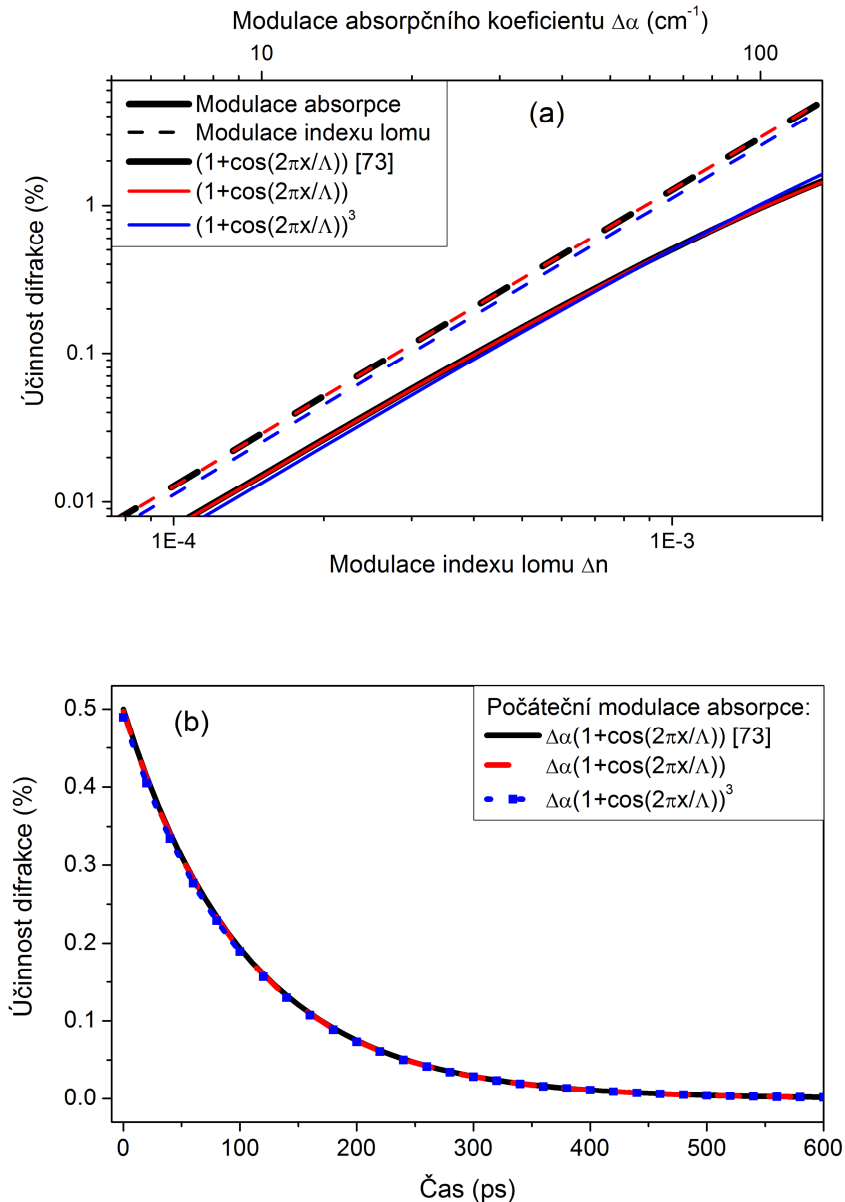 Modulace absorpčního koeficientu Δα (cm⁻¹)
10 100
Modulace absorpce
Modulace indexu lomu
(1+cos(2πx/Λ)) [73]
(1+cos(2πx/Λ))
(1+cos(2πx/Λ))³
(a)
Účinnost difrakce (%)
1
0.1
0.01
1E-4 1E-3
Modulace indexu lomu Δn
(b)
Počáteční modulace absorpce:
Δα(1+cos(2πx/Λ)) [73]
Δα(1+cos(2πx/Λ))
Δα(1+cos(2πx/Λ))³
Účinnost difrakce (%)
0.5
0.4
0.3
0.2
0.1
0.0
0 100 200 300 400 500 600
Čas (ps)